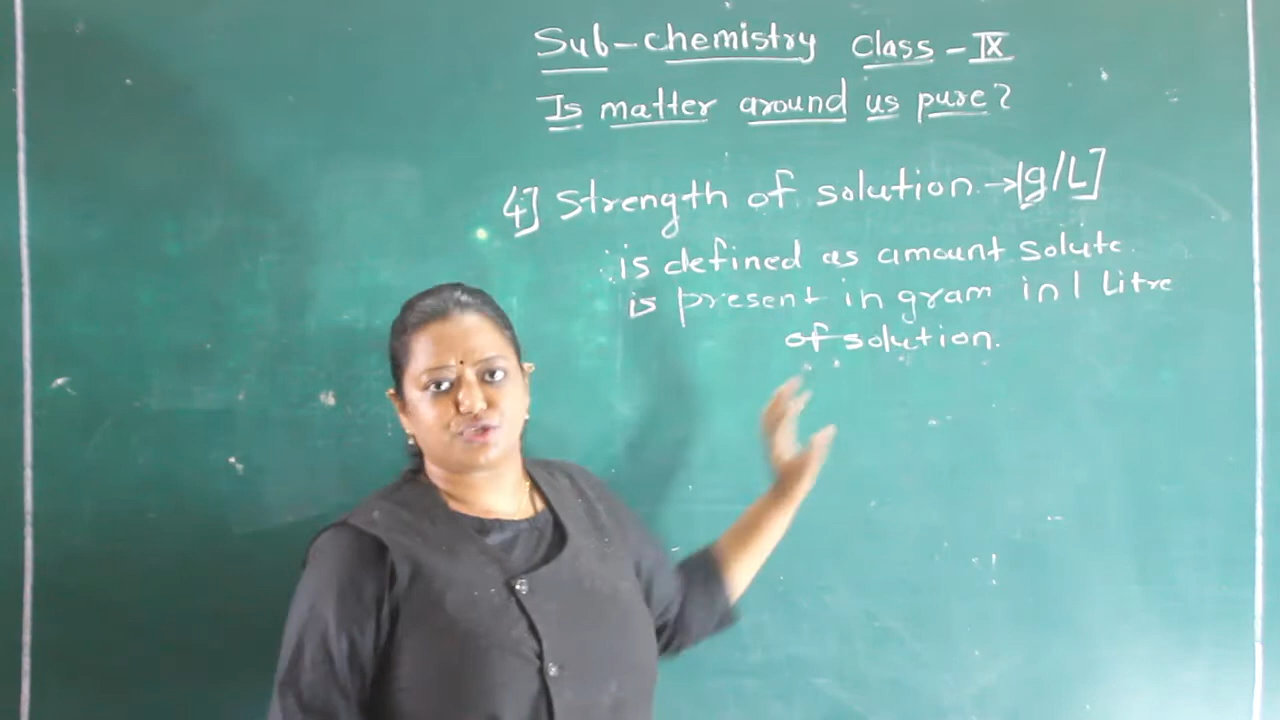 Sub-chemistry Class-IX
Is matter around us pure?
4] Strength of solution → [g/L]
is defined as amount solute
is present in gram in 1 Litre
of solution.